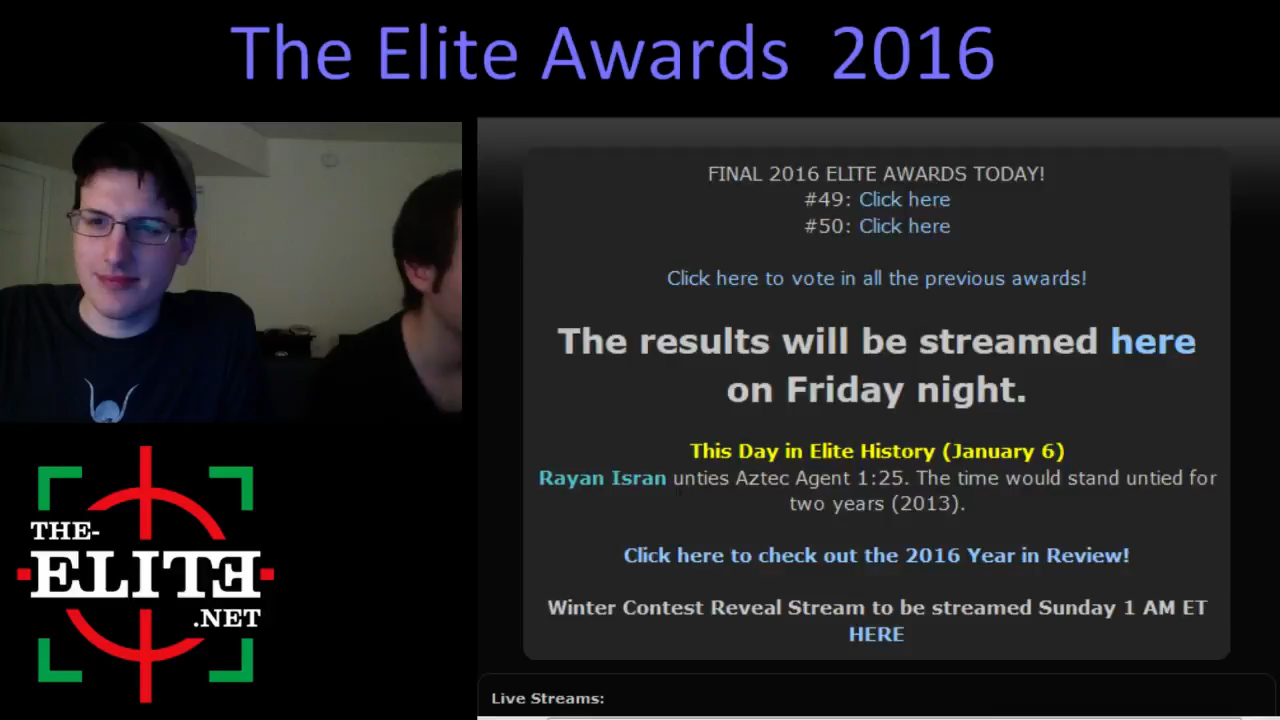 The Elite Awards 2016
FINAL 2016 ELITE AWARDS TODAY!
#49: Click here
#50: Click here
Click here to vote in all the previous awards!
The results will be streamed here
on Friday night.
This Day in Elite History (January 6)
Rayan Isran unties Aztec Agent 1:25. The time would stand untied for
two years (2013).
Click here to check out the 2016 Year in Review!
Winter Contest Reveal Stream to be streamed Sunday 1 AM ET
HERE
Live Streams:
THE-
ELITE
.NET